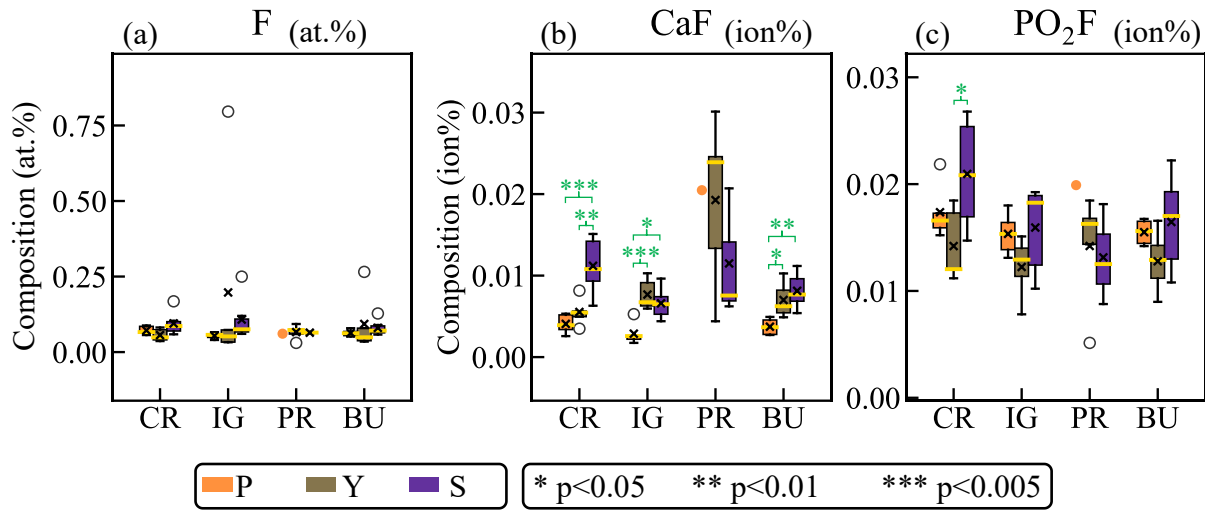 (a) F (at.%)
Composition (at.%)
0.75
0.50
0.25
0.00
CR IG PR BU
(b) CaF (ion%)
Composition (ion%)
0.03
0.02
0.01
0.00
***
**
*
***
**
*
CR IG PR BU
(c) PO₂F (ion%)
0.03
0.02
0.01
0.00
*
CR IG PR BU
P Y S
* p<0.05 ** p<0.01 *** p<0.005